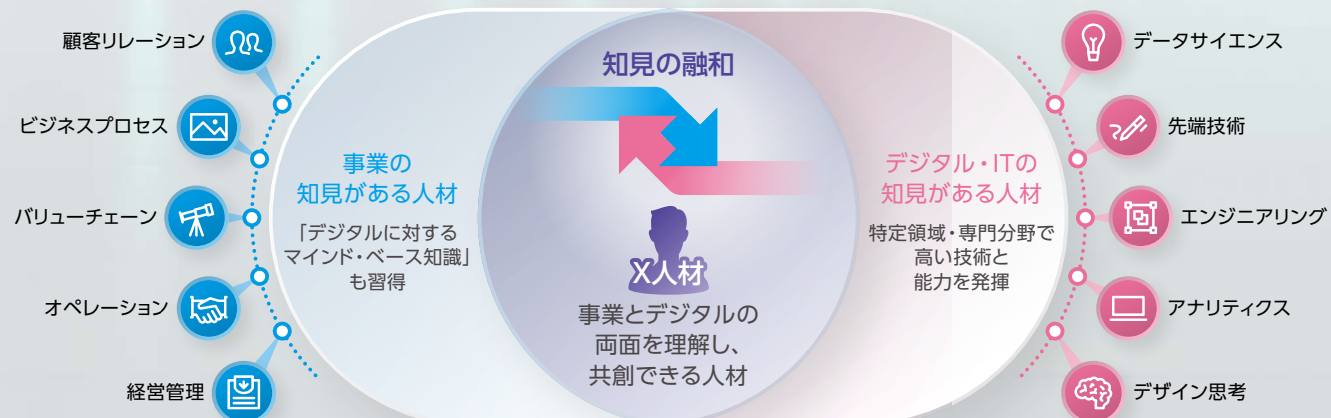 顧客リレーション
ビジネスプロセス
バリューチェーン
オペレーション
経営管理
事業の
知見がある人材
「デジタルに対する
マインド・ベース知識」
も習得
知見の融和
X人材
事業とデジタルの
両面を理解し、
共創できる人材
デジタル・ITの
知見がある人材
特定領域・専門分野で
高い技術と
能力を発揮
データサイエンス
先端技術
エンジニアリング
アナリティクス
デザイン思考